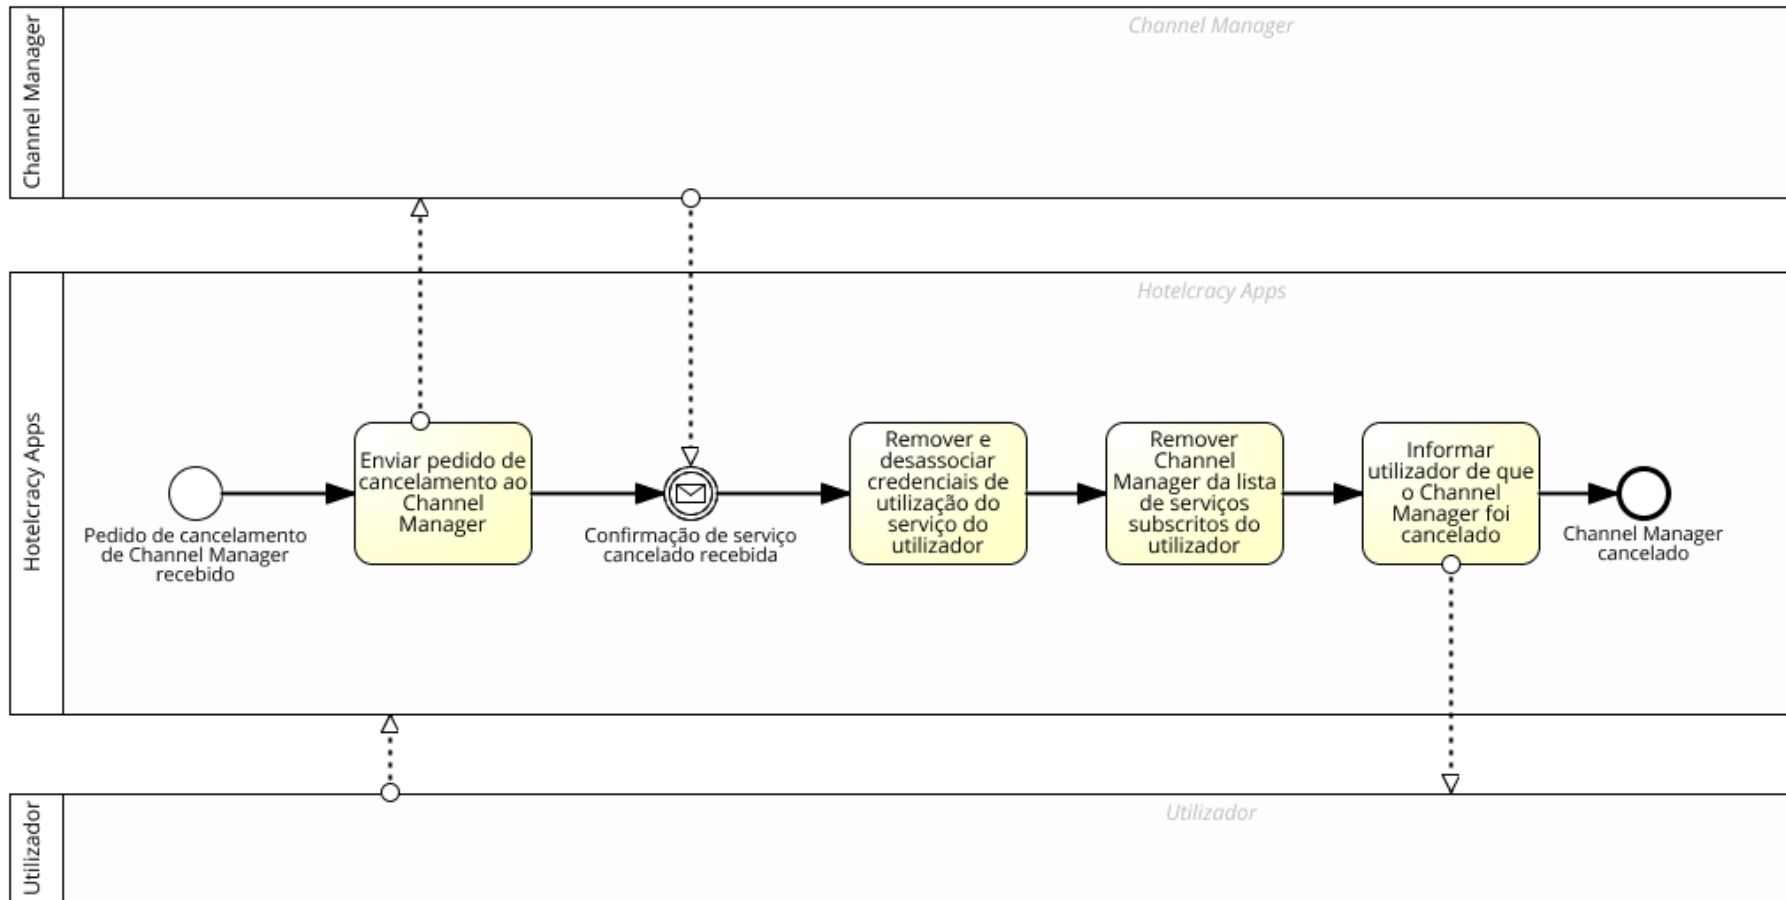 Channel Manager
Channel Manager
Hotelcracy Apps
Hotelcracy Apps
Pedido de cancelamento
de Channel Manager
recebido
Enviar pedido de
cancelamento ao
Channel
Manager
Confirmação de serviço
cancelado recebida
Remover e
desassociar
credenciais de
utilização do
serviço do
utilizador
Remover
Channel
Manager da lista
de serviços
subscritos do
utilizador
Informar
utilizador de que
o Channel
Manager foi
cancelado
Channel Manager
cancelado
Utilizador
Utilizador